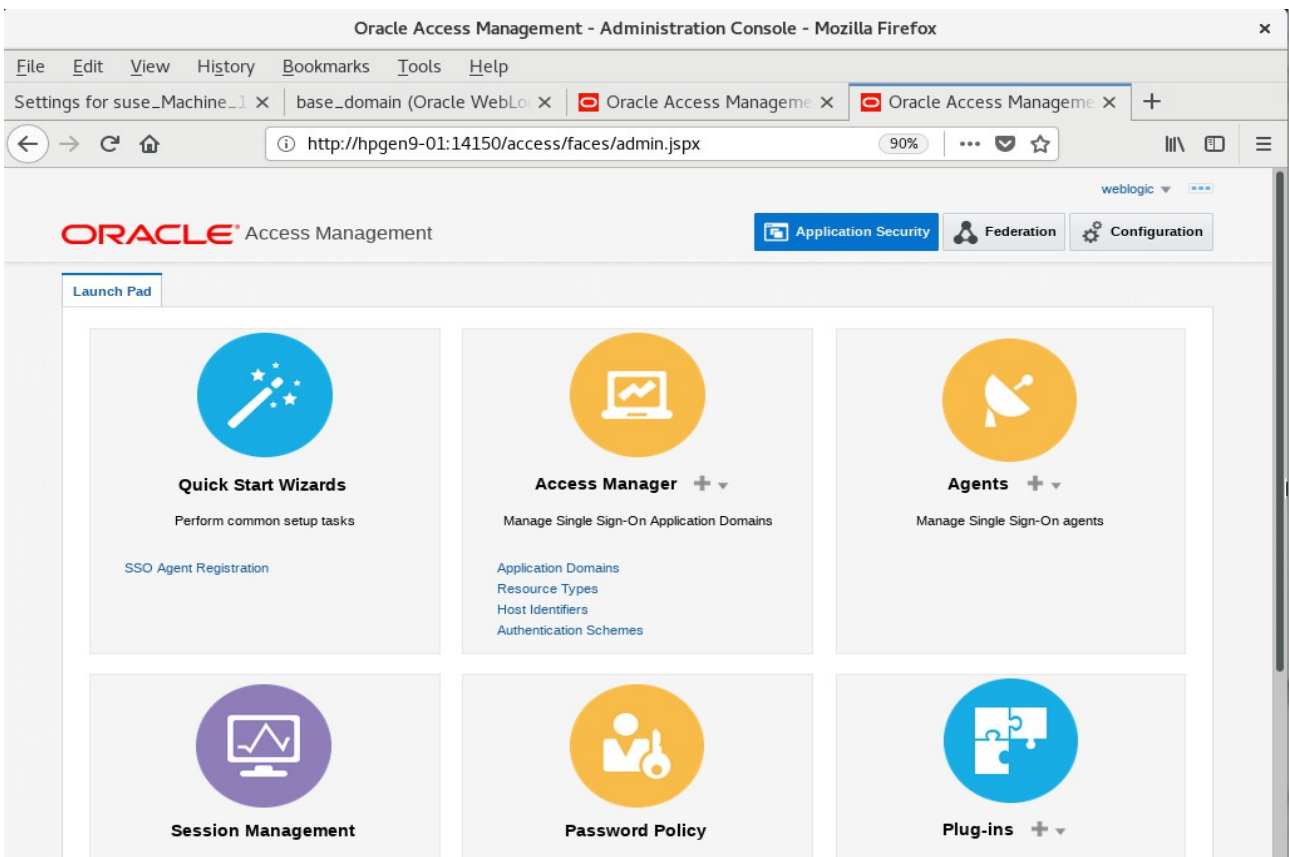 Oracle Access Management - Administration Console - Mozilla Firefox ×
File Edit View History Bookmarks Tools Help
Settings for suse_Machine_1 × base_domain (Oracle WebLo × Oracle Access Manageme × Oracle Access Manageme × +
http://hpgen9-01:14150/access/faces/admin.jspx 90%
weblogic
ORACLE Access Management Application Security Federation Configuration
Launch Pad
Quick Start Wizards Access Manager Agents
Perform common setup tasks Manage Single Sign-On Application Domains Manage Single Sign-On agents
SSO Agent Registration Application Domains
Resource Types
Host Identifiers
Authentication Schemes
Session Management Password Policy Plug-ins